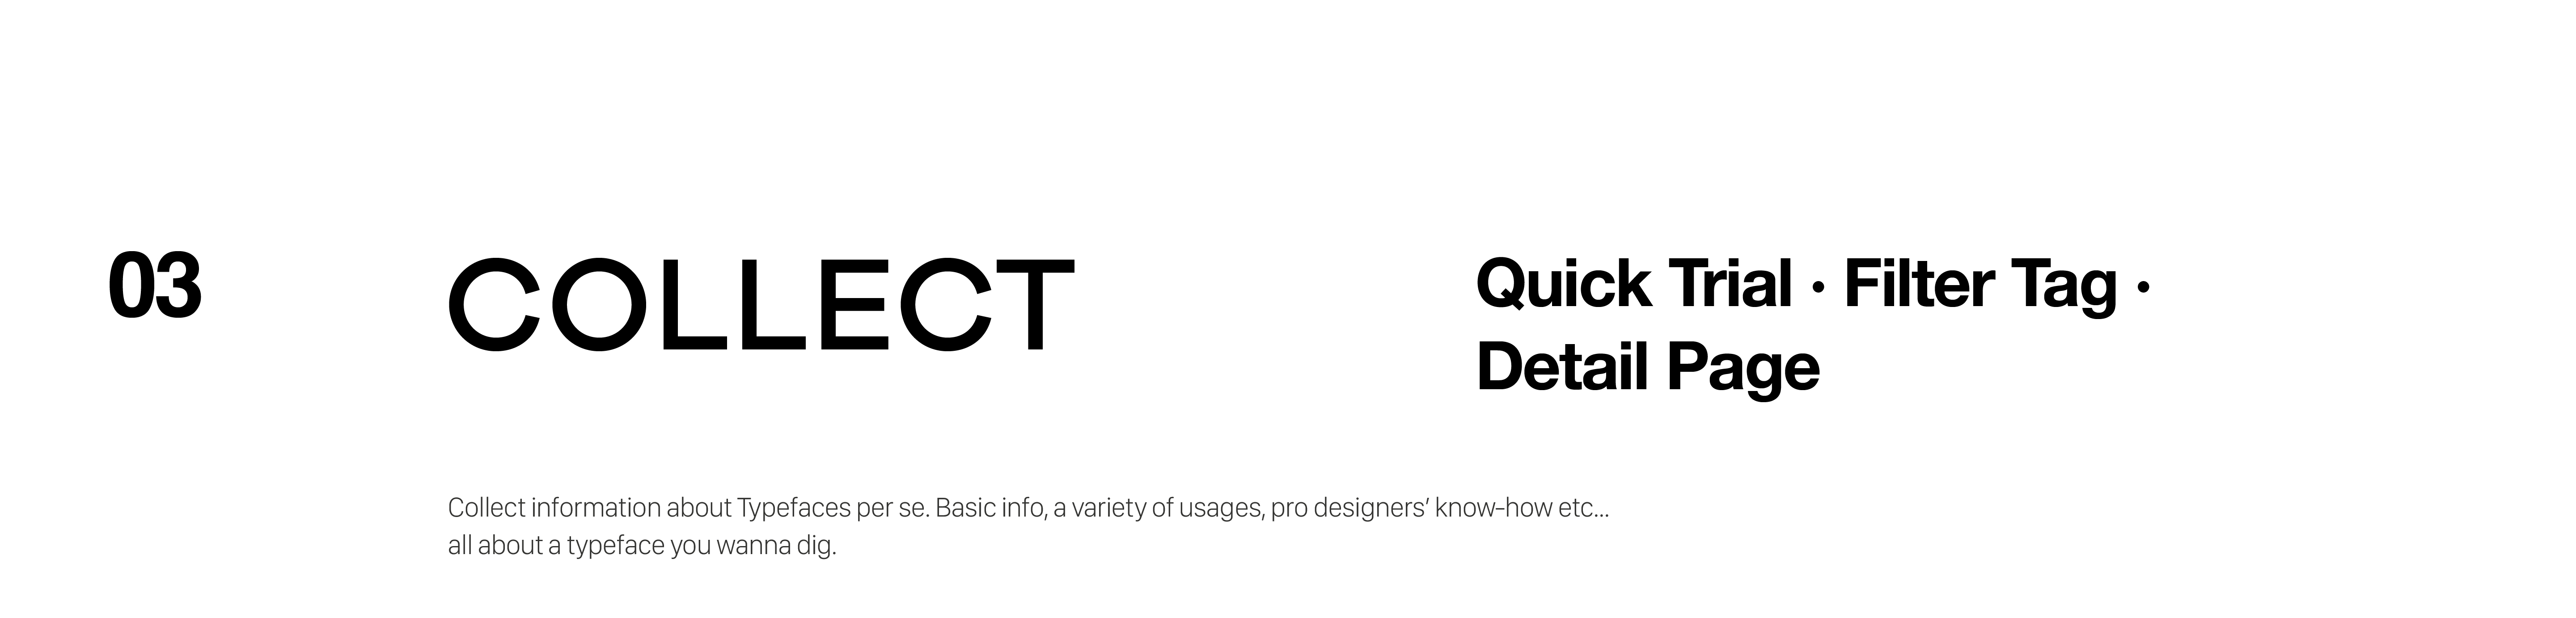 03
COLLECT
Quick Trial · Filter Tag ·
Detail Page
Collect information about Typefaces per se. Basic info, a variety of usages, pro designers’ know-how etc...
all about a typeface you wanna dig.